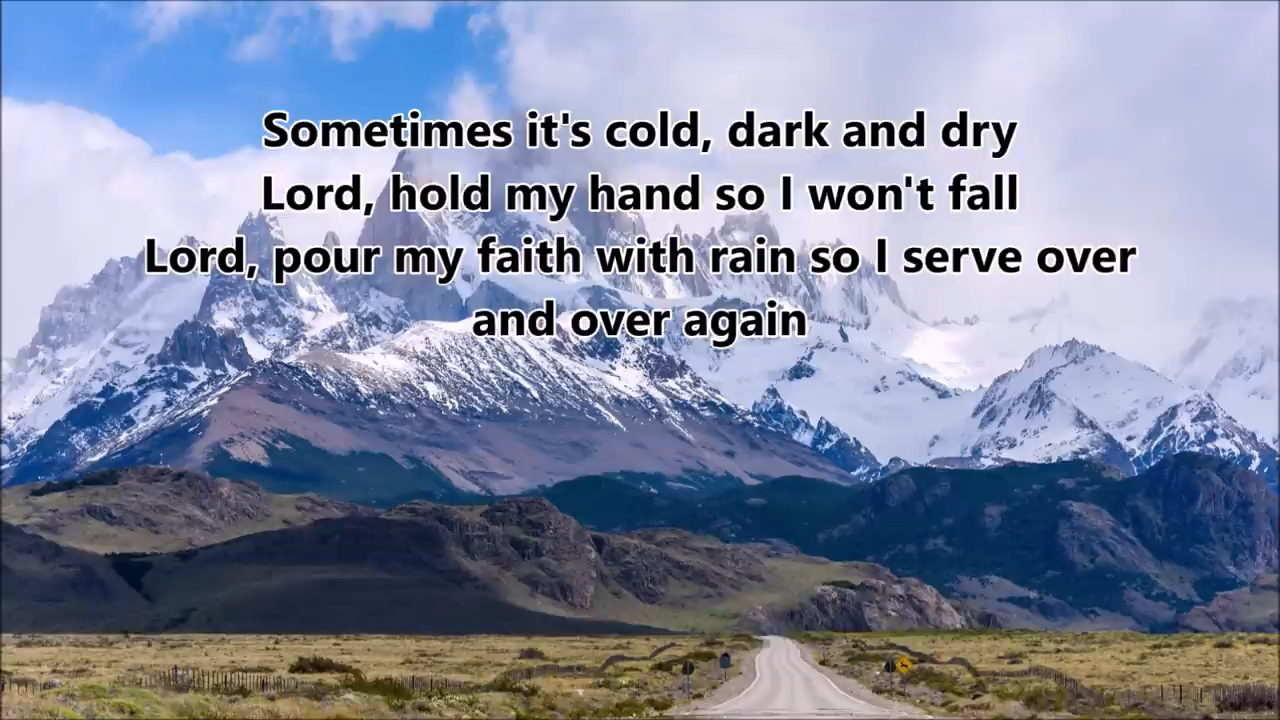 Sometimes it's cold, dark and dry
Lord, hold my hand so I won't fall
Lord, pour my faith with rain so I serve over
and over again